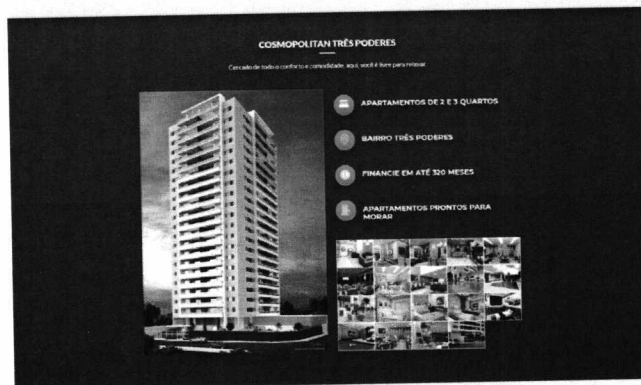 COSMOPOLITAN TRÊS PODERES
Cercado de todo o conforto e comodidade, aqui, você é livre para relaxar
APARTAMENTOS DE 2 E 3 QUARTOS
BAIRRO TRÊS PODERES
FINANCIE EM ATÉ 320 MESES
APARTAMENTOS PRONTOS PARA
MORAR